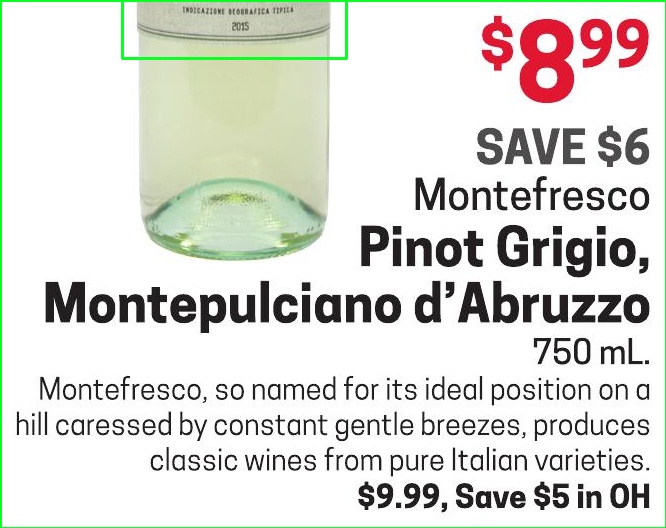 INDICAZIONE GEOGRAFICA TIPICA
2015
$8.99
SAVE $6
Montefresco
Pinot Grigio,
Montepulciano d’Abruzzo
750 mL.
Montefresco, so named for its ideal position on a
hill caressed by constant gentle breezes, produces
classic wines from pure Italian varieties.
$9.99, Save $5 in OH